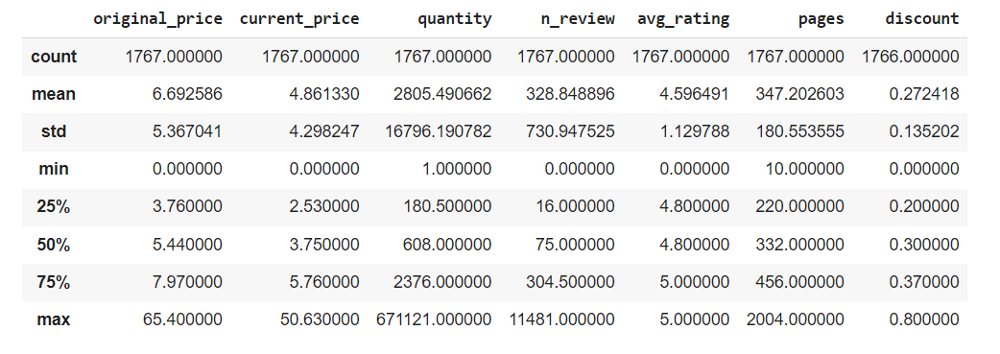 original_price current_price quantity n_review avg_rating pages discount
count 1767.000000 1767.000000 1767.000000 1767.000000 1767.000000 1767.000000 1766.000000
mean 6.692586 4.861330 2805.490662 328.848896 4.596491 347.202603 0.272418
std 5.367041 4.298247 16796.190782 730.947525 1.129788 180.553555 0.135202
min 0.000000 0.000000 1.000000 0.000000 0.000000 10.000000 0.000000
25% 3.760000 2.530000 180.500000 16.000000 4.800000 220.000000 0.200000
50% 5.440000 3.750000 608.000000 75.000000 4.800000 332.000000 0.300000
75% 7.970000 5.760000 2376.000000 304.500000 5.000000 456.000000 0.370000
max 65.400000 50.630000 671121.000000 11481.000000 5.000000 2004.000000 0.800000